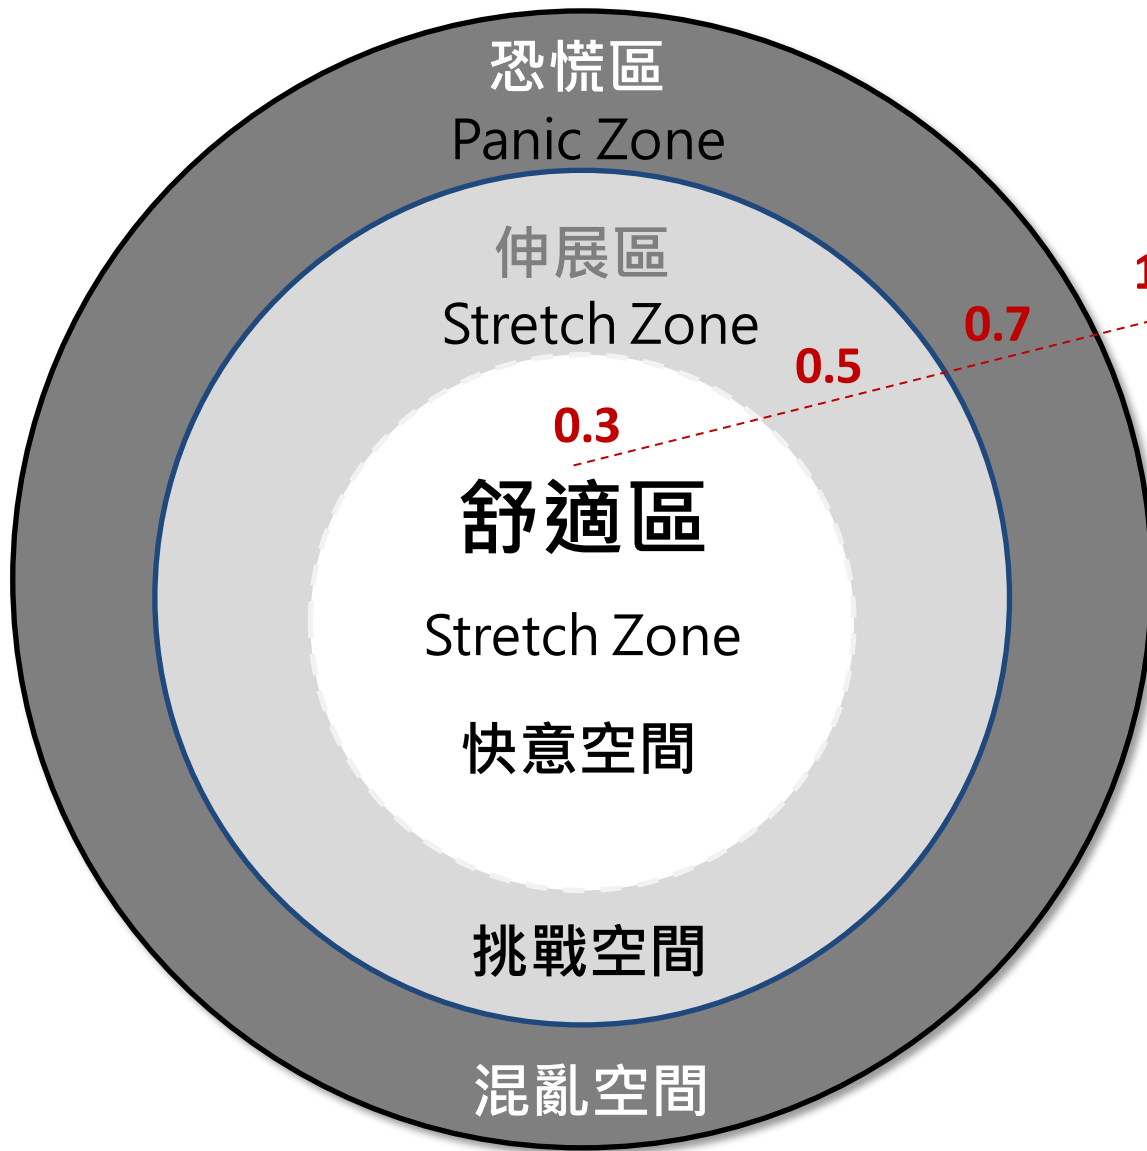 恐慌區
Panic Zone
伸展區
Stretch Zone
1
0.7
0.5
0.3
舒適區
Stretch Zone
快意空間
挑戰空間
混亂空間